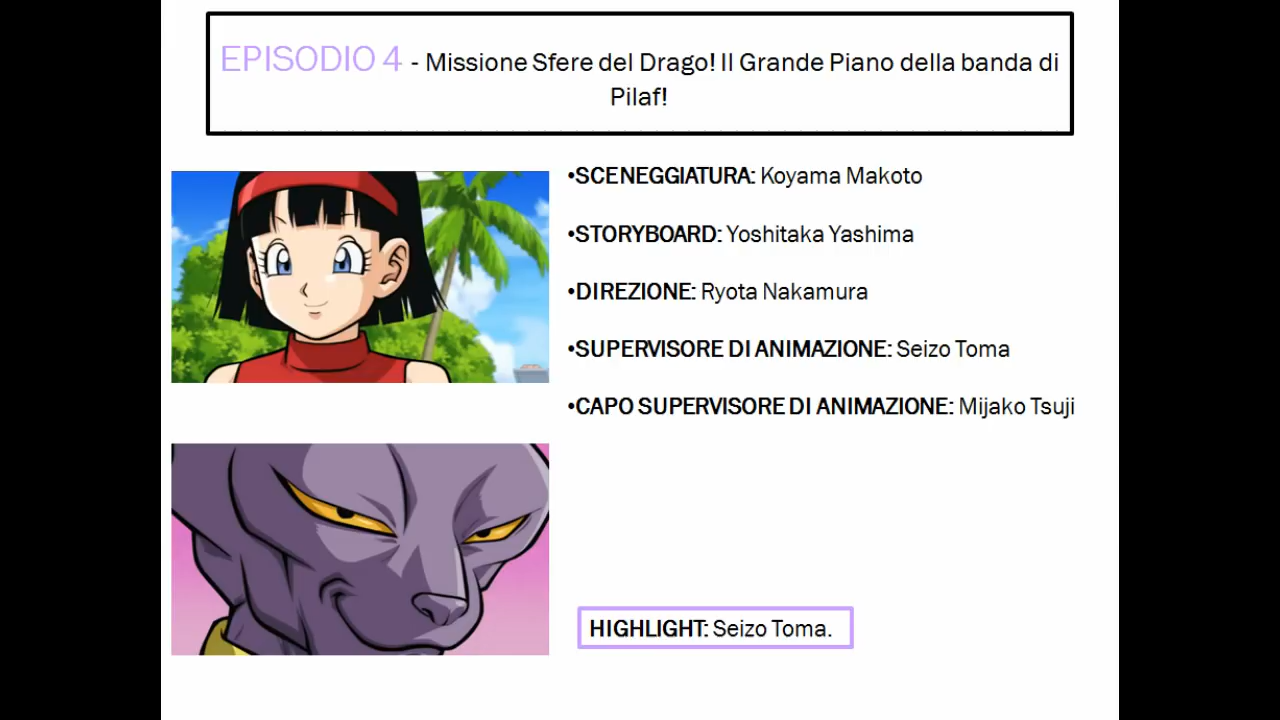 EPISODIO 4 - Missione Sfere del Drago! Il Grande Piano della banda di
Pilaf!
•SCENEGGIATURA: Koyama Makoto
•STORYBOARD: Yoshitaka Yashima
•DIREZIONE: Ryota Nakamura
•SUPERVISORE DI ANIMAZIONE: Seizo Toma
•CAPO SUPERVISORE DI ANIMAZIONE: Mijako Tsuji
HIGHLIGHT: Seizo Toma.